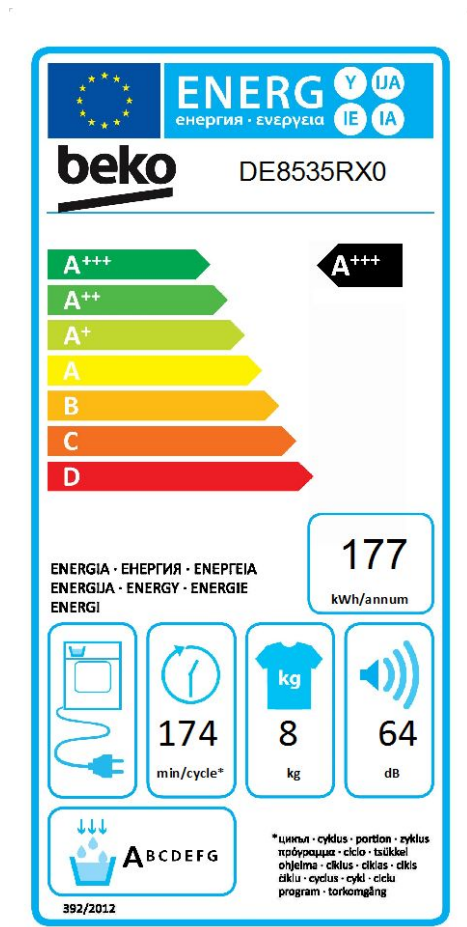 ENERG
Y IJA
IE IA
енергия · ενεργεια
beko
DE8535RX0
A+++
A+++
A++
A+
A
B
C
D
177
kWh/annum
ENERGIA · ЕНЕРГИЯ · ΕΝΕΡΓΕΙΑ
ENERGIJA · ENERGY · ENERGIE
ENERGI
174
min/cycle*
kg
8
kg
64
dB
ABCDEFG
*цикъл · cyklus · portion · zyklus
πρόγραμμα · ciclo · tsükkel
ohjelma · ciklus · ciklas · cikls
ċiklu · cyclus · cykl · ciclu
program · torkomgång
392/2012